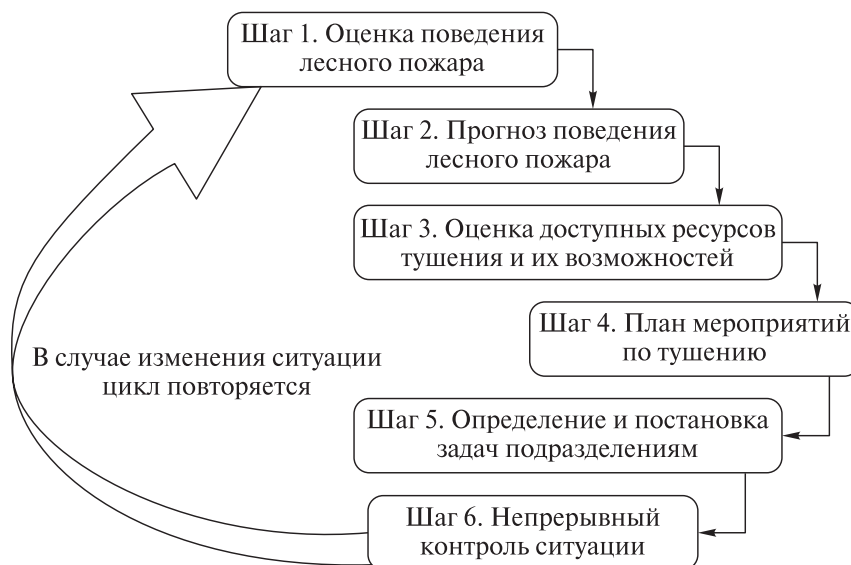 Шаг 1. Оценка поведения
лесного пожара
Шаг 2. Прогноз поведения
лесного пожара
Шаг 3. Оценка доступных ресурсов
тушения и их возможностей
Шаг 4. План мероприятий
по тушению
В случае изменения ситуации
цикл повторяется
Шаг 5. Определение и постановка
задач подразделениям
Шаг 6. Непрерывный
контроль ситуации